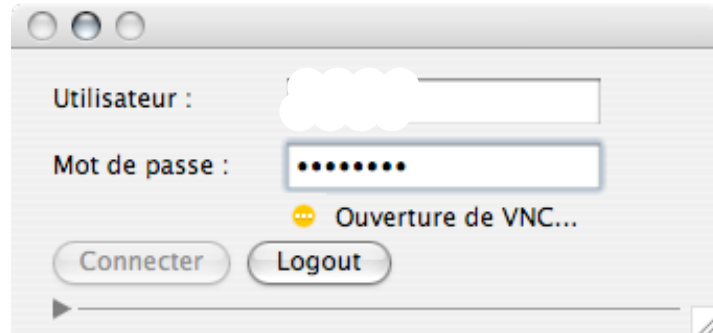 Utilisateur :
Mot de passe : ••••••••
Ouverture de VNC...
Connecter Logout